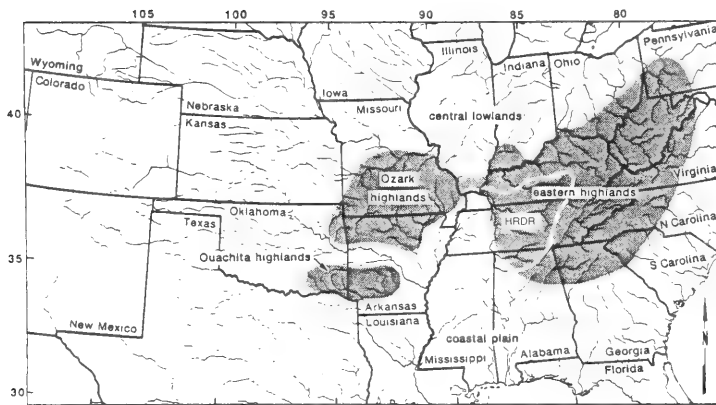 105 100 95 90 85 80
Wyoming
Colorado
Nebraska
Kansas
Iowa
Missouri
Illinois
Indiana
Ohio
Pennsylvania
central lowlands
40
Ozark
highlands
eastern highlands
Virginia
Oklahoma
Texas
HRDR
N Carolina
S Carolina
35
Ouachita highlands
Arkansas
Louisiana
New Mexico
coastal plain
Mississippi
Alabama
Georgia
Florida
N
30